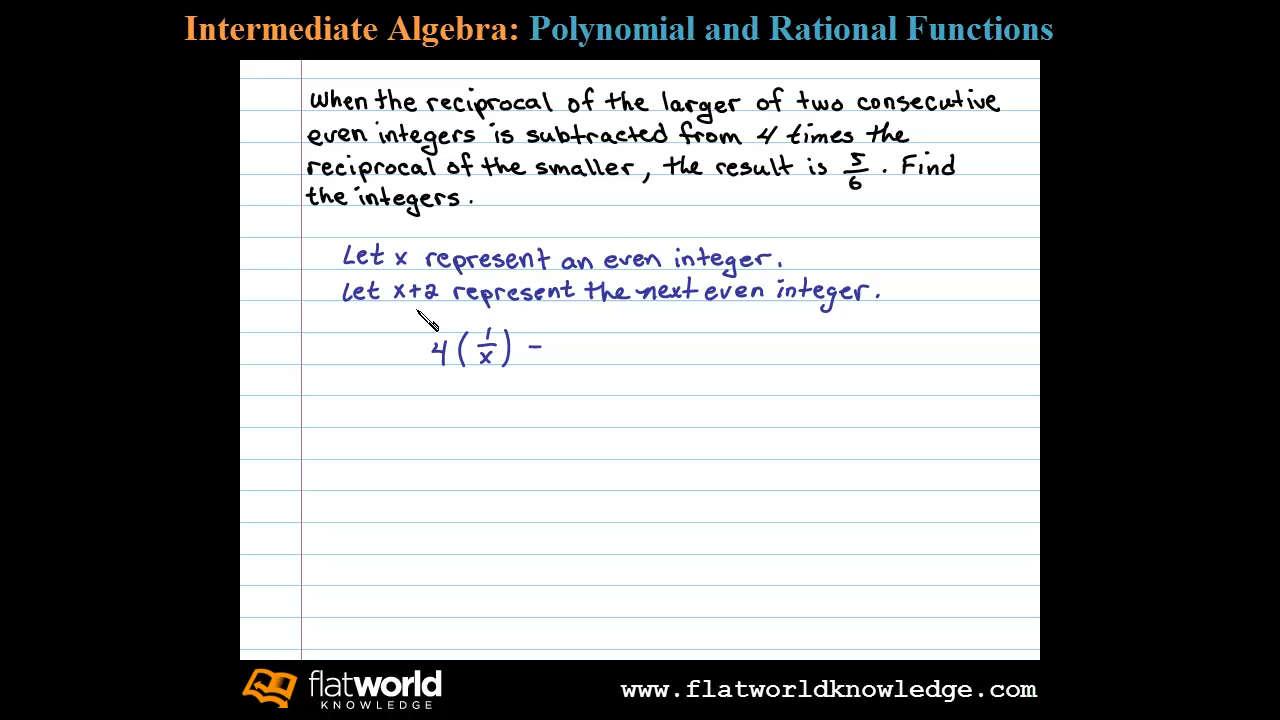 Intermediate Algebra: Polynomial and Rational Functions
When the reciprocal of the larger of two consecutive
even integers is subtracted from 4 times the
reciprocal of the smaller, the result is 5/6. Find
the integers.
Let x represent an even integer.
Let x+2 represent the next even integer.
4(1/x) -
flatworld
KNOWLEDGE
www.flatworldknowledge.com